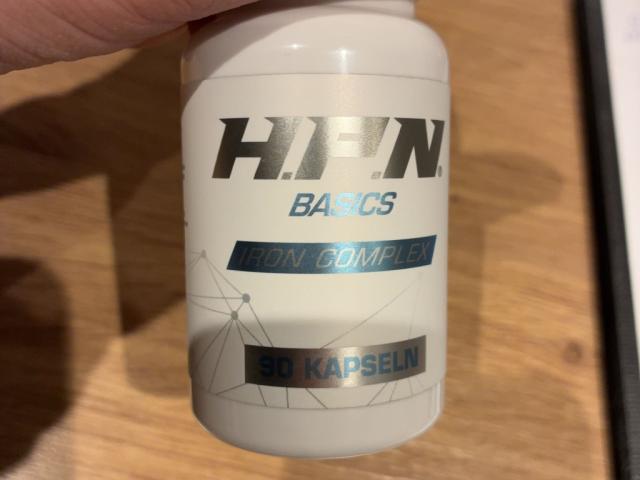 H.P.N.
BASICS
IRON COMPLEX
90 KAPSELN